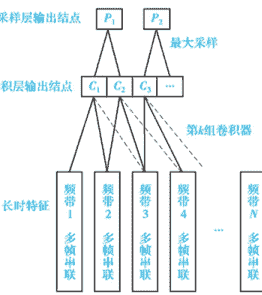 采样层输出结点 P1 P2
最大采样
积层输出结点 C1 C2 C3 ...
第k组卷积器
长时特征
频带1 多帧串联
频带2 多帧串联
频带3 多帧串联
频带4 多帧串联
...
频带N 多帧串联